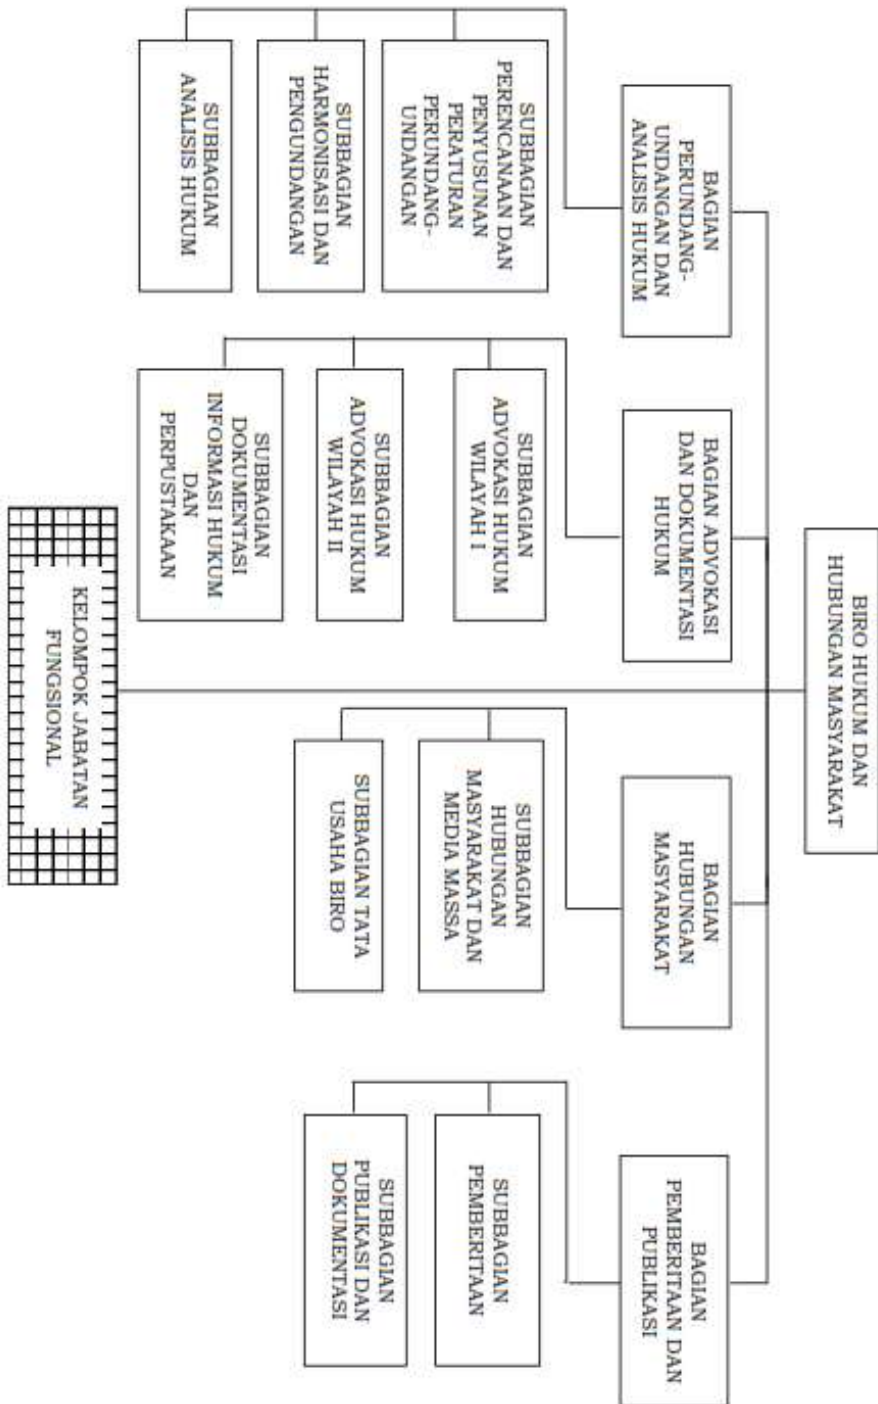 BIRO HUKUM DAN
HUBUNGAN MASYARAKAT
BAGIAN
PERUNDANG-
UNDANGAN DAN
ANALISIS HUKUM
BAGIAN ADVOKASI
DAN DOKUMENTASI
HUKUM
BAGIAN
HUBUNGAN
MASYARAKAT
BAGIAN
PEMBERITAAN DAN
PUBLIKASI
SUBBAGIAN
PERENCANAAN DAN
PENYUSUNAN
PERATURAN
PERUNDANG-
UNDANGAN
SUBBAGIAN
HARMONISASI DAN
PENGUNDANGAN
SUBBAGIAN
ANALISIS HUKUM
SUBBAGIAN
ADVOKASI HUKUM
WILAYAH I
SUBBAGIAN
ADVOKASI HUKUM
WILAYAH II
SUBBAGIAN
DOKUMENTASI
INFORMASI HUKUM
DAN
PERPUSTAKAAN
SUBBAGIAN
HUBUNGAN
MASYARAKAT DAN
MEDIA MASSA
SUBBAGIAN TATA
USAHA BIRO
SUBBAGIAN
PEMBERITAAN
SUBBAGIAN
PUBLIKASI DAN
DOKUMENTASI
KELOMPOK JABATAN
FUNGSIONAL